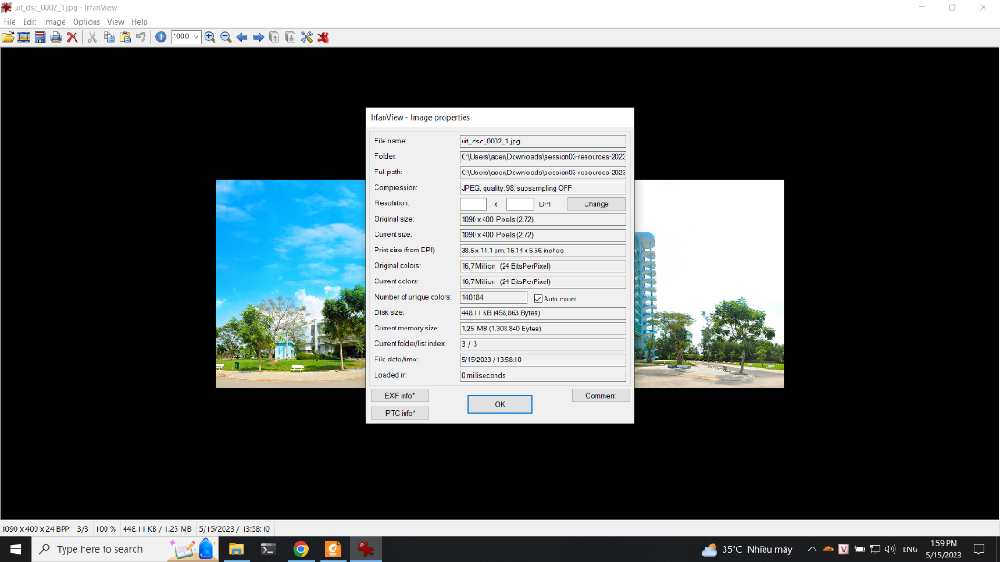 uit_dsc_0002_1.jpg - IrfanView
File Edit Image Options View Help
100.0
IrfanView - Image properties
File name: uit_dsc_0002_1.jpg
Folder: C:\Users\acer\Downloads\session03-resources-2023
Full path: C:\Users\acer\Downloads\session03-resources-2023
Compression: JPEG, quality: 98, subsampling OFF
Resolution: x DPI Change
Original size: 1090 x 400 Pixels (2.72)
Current size: 1090 x 400 Pixels (2.72)
Print size (from DPI): 38.5 x 14.1 cm; 15.14 x 5.56 inches
Original colors: 16,7 Million (24 BitsPerPixel)
Current colors: 16,7 Million (24 BitsPerPixel)
Number of unique colors: 140184 Auto count
Disk size: 448.11 KB (458,863 Bytes)
Current memory size: 1.25 MB (1.308.840 Bytes)
Current folder/list index: 3 / 3
File date/time: 5/15/2023 / 13:58:10
Loaded in: 0 milliseconds
EXIF info* OK Comment
IPTC info*
1090 x 400 x 24 BPP 3/3 100 % 448.11 KB / 1.25 MB 5/15/2023 / 13:58:10
Type here to search 35°C Nhiều mây ENG 1:59 PM
5/15/2023